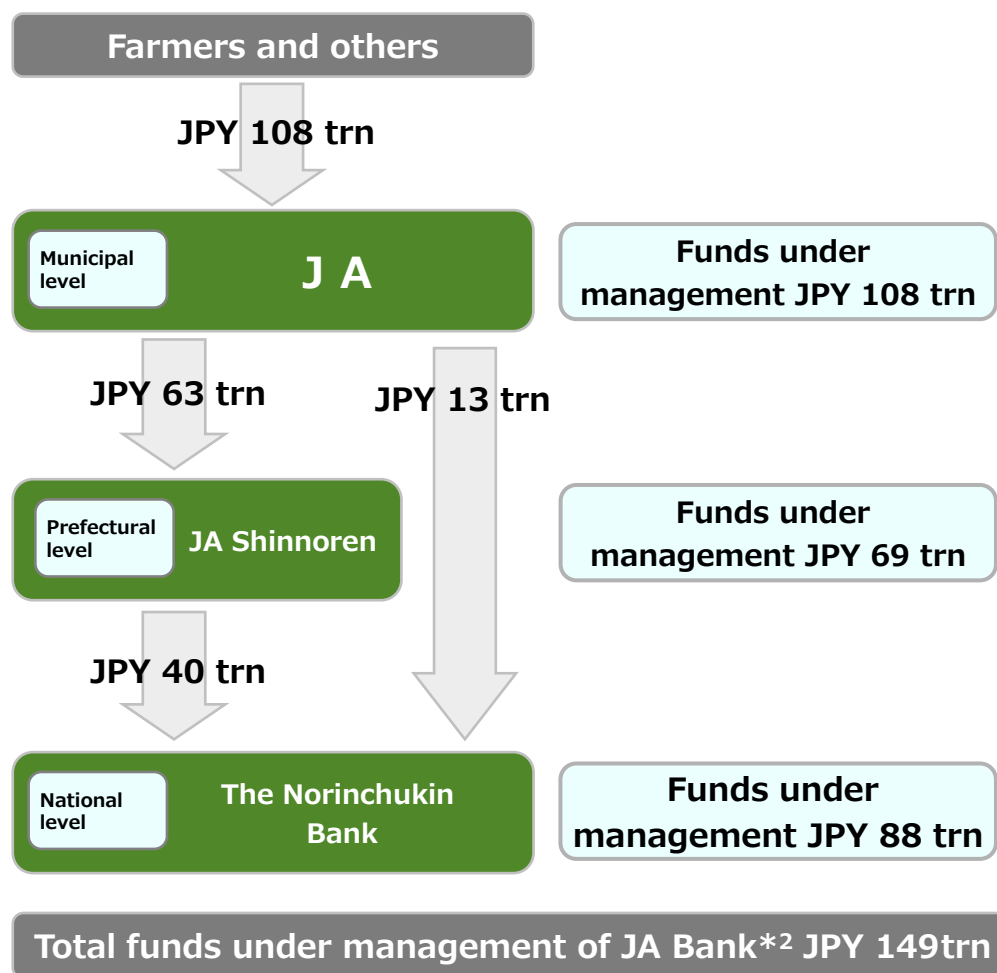 Farmers and others
JPY 108 trn
Municipal
level
J A
Funds under
management JPY 108 trn
JPY 63 trn
JPY 13 trn
Prefectural
level
JA Shinnoren
Funds under
management JPY 69 trn
JPY 40 trn
National
level
The Norinchukin
Bank
Funds under
management JPY 88 trn
Total funds under management of JA Bank*2 JPY 149trn